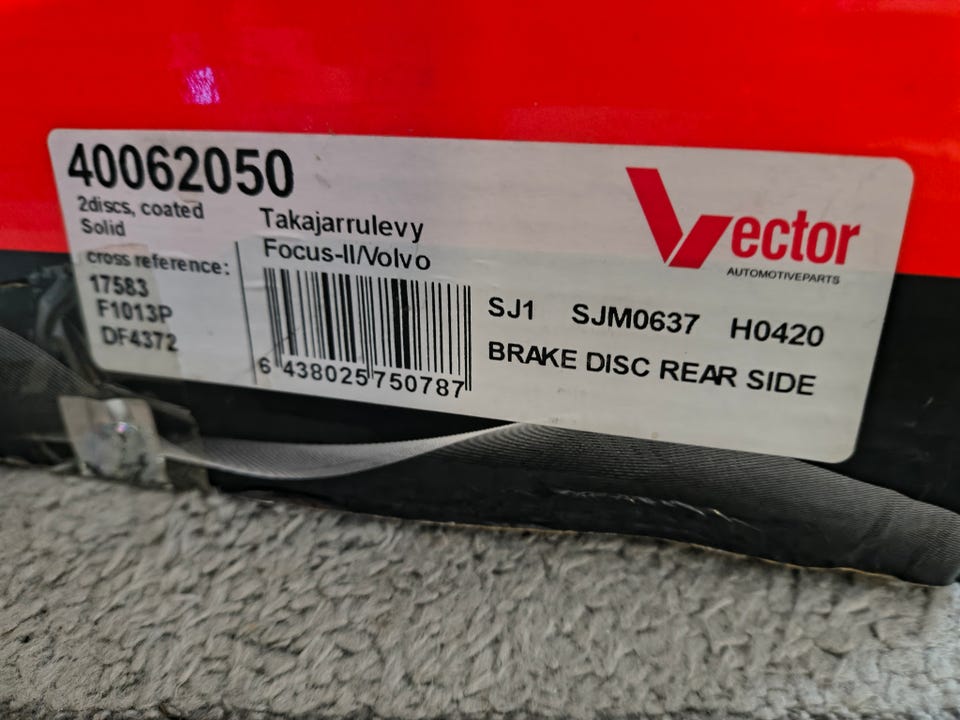 40062050
2discs, coated
Solid
cross reference:
17583
F1013P
DF4372
Takajarrulevy
Focus-II/Volvo
6 438025 750787
Vector
AUTOMOTIVEPARTS
SJ1 SJM0637 H0420
BRAKE DISC REAR SIDE